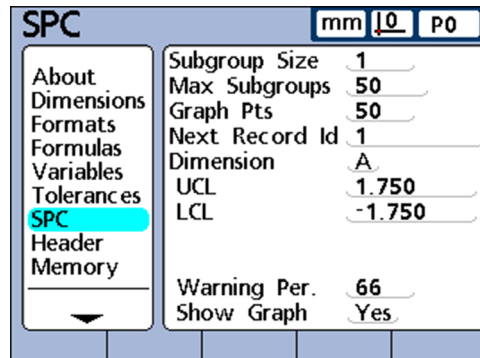 SPC
mm
0
P0
About
Dimensions
Formats
Formulas
Variables
Tolerances
SPC
Header
Memory
Subgroup Size 1
Max Subgroups 50
Graph Pts 50
Next Record Id 1
Dimension A
UCL 1.750
LCL -1.750
Warning Per. 66
Show Graph Yes